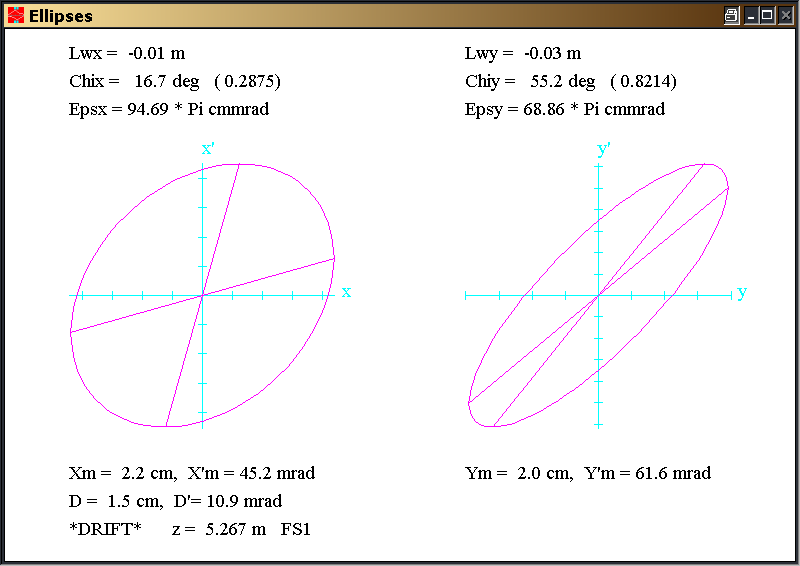 Ellipses
Lwx = -0.01 m
Chix = 16.7 deg ( 0.2875)
Epsx = 94.69 * Pi cmmrad
Lwy = -0.03 m
Chiy = 55.2 deg ( 0.8214)
Epsy = 68.86 * Pi cmmrad
x'
x
y'
y
Xm = 2.2 cm, X'm = 45.2 mrad
D = 1.5 cm, D'= 10.9 mrad
*DRIFT* z = 5.267 m FS1
Ym = 2.0 cm, Y'm = 61.6 mrad